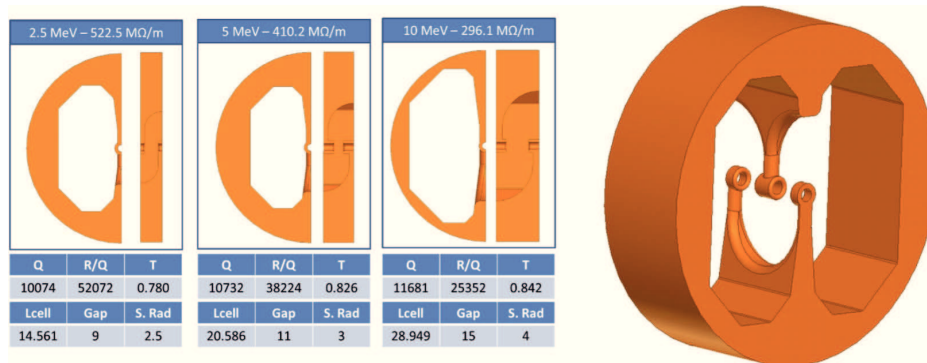 2.5 MeV – 522.5 MΩ/m
5 MeV – 410.2 MΩ/m
10 MeV – 296.1 MΩ/m
Q R/Q T
10074 52072 0.780
Lcell Gap S. Rad
14.561 9 2.5
Q R/Q T
10732 38224 0.826
Lcell Gap S. Rad
20.586 11 3
Q R/Q T
11681 25352 0.842
Lcell Gap S. Rad
28.949 15 4